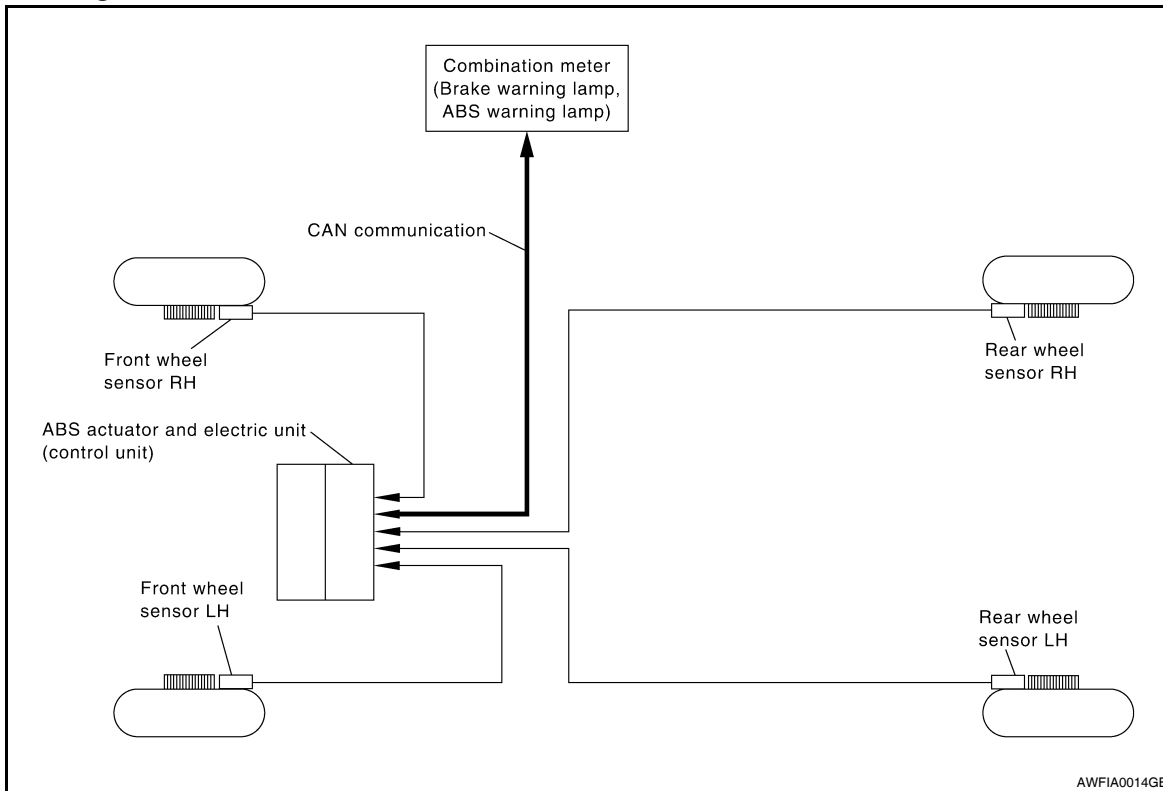 Combination meter
(Brake warning lamp,
ABS warning lamp)
CAN communication
Front wheel
sensor RH
Rear wheel
sensor RH
ABS actuator and electric unit
(control unit)
Front wheel
sensor LH
Rear wheel
sensor LH